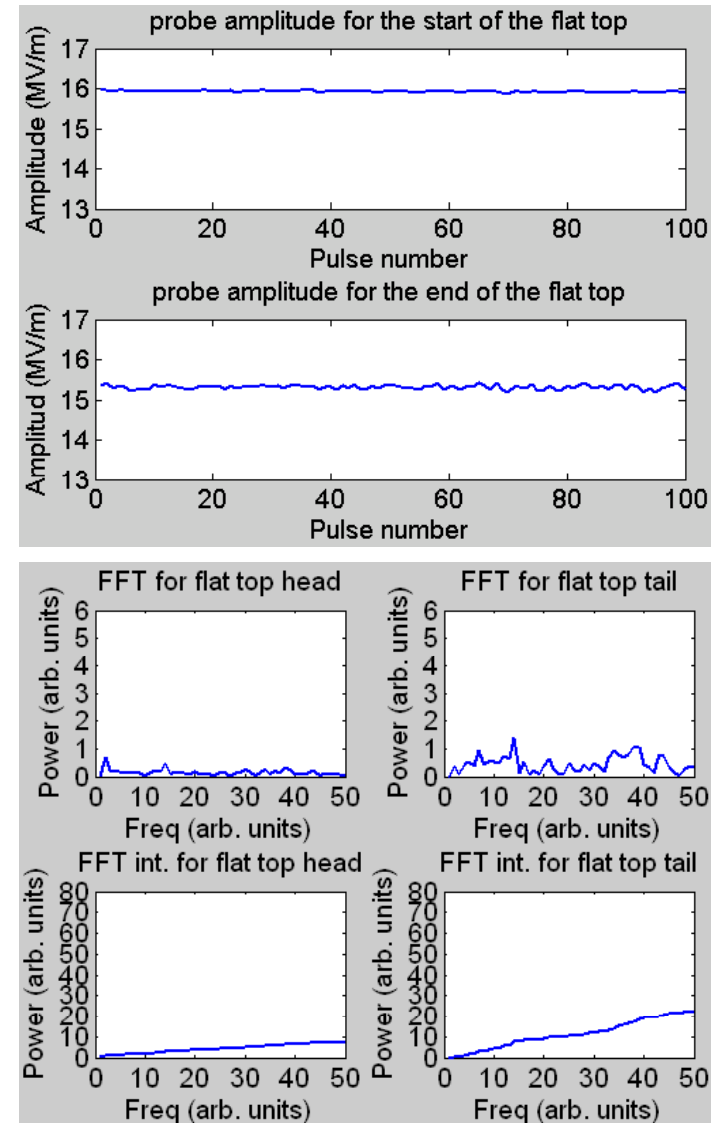 probe amplitude for the start of the flat top
Amplitude (MV/m)
17
16
15
14
13
0 20 40 60 80 100
Pulse number
probe amplitude for the end of the flat top
Amplitud (MV/m)
17
16
15
14
13
0 20 40 60 80 100
Pulse number
FFT for flat top head
Power (arb. units)
6
5
4
3
2
1
0
0 10 20 30 40 50
Freq (arb. units)
FFT for flat top tail
Power (arb. units)
6
5
4
3
2
1
0
0 10 20 30 40 50
Freq (arb. units)
FFT int. for flat top head
Power (arb. units)
80
70
60
50
40
30
20
10
0
0 10 20 30 40 50
Freq (arb. units)
FFT int. for flat top tail
Power (arb. units)
80
70
60
50
40
30
20
10
0
0 10 20 30 40 50
Freq (arb. units)